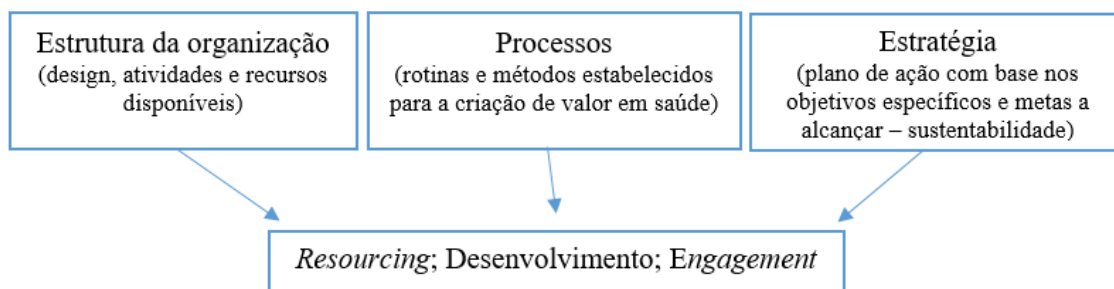 Estrutura da organização
(design, atividades e recursos
disponíveis)
Processos
(rotinas e métodos estabelecidos
para a criação de valor em saúde)
Estratégia
(plano de ação com base nos
objetivos específicos e metas a
alcançar – sustentabilidade)
Resourcing; Desenvolvimento; Engagement